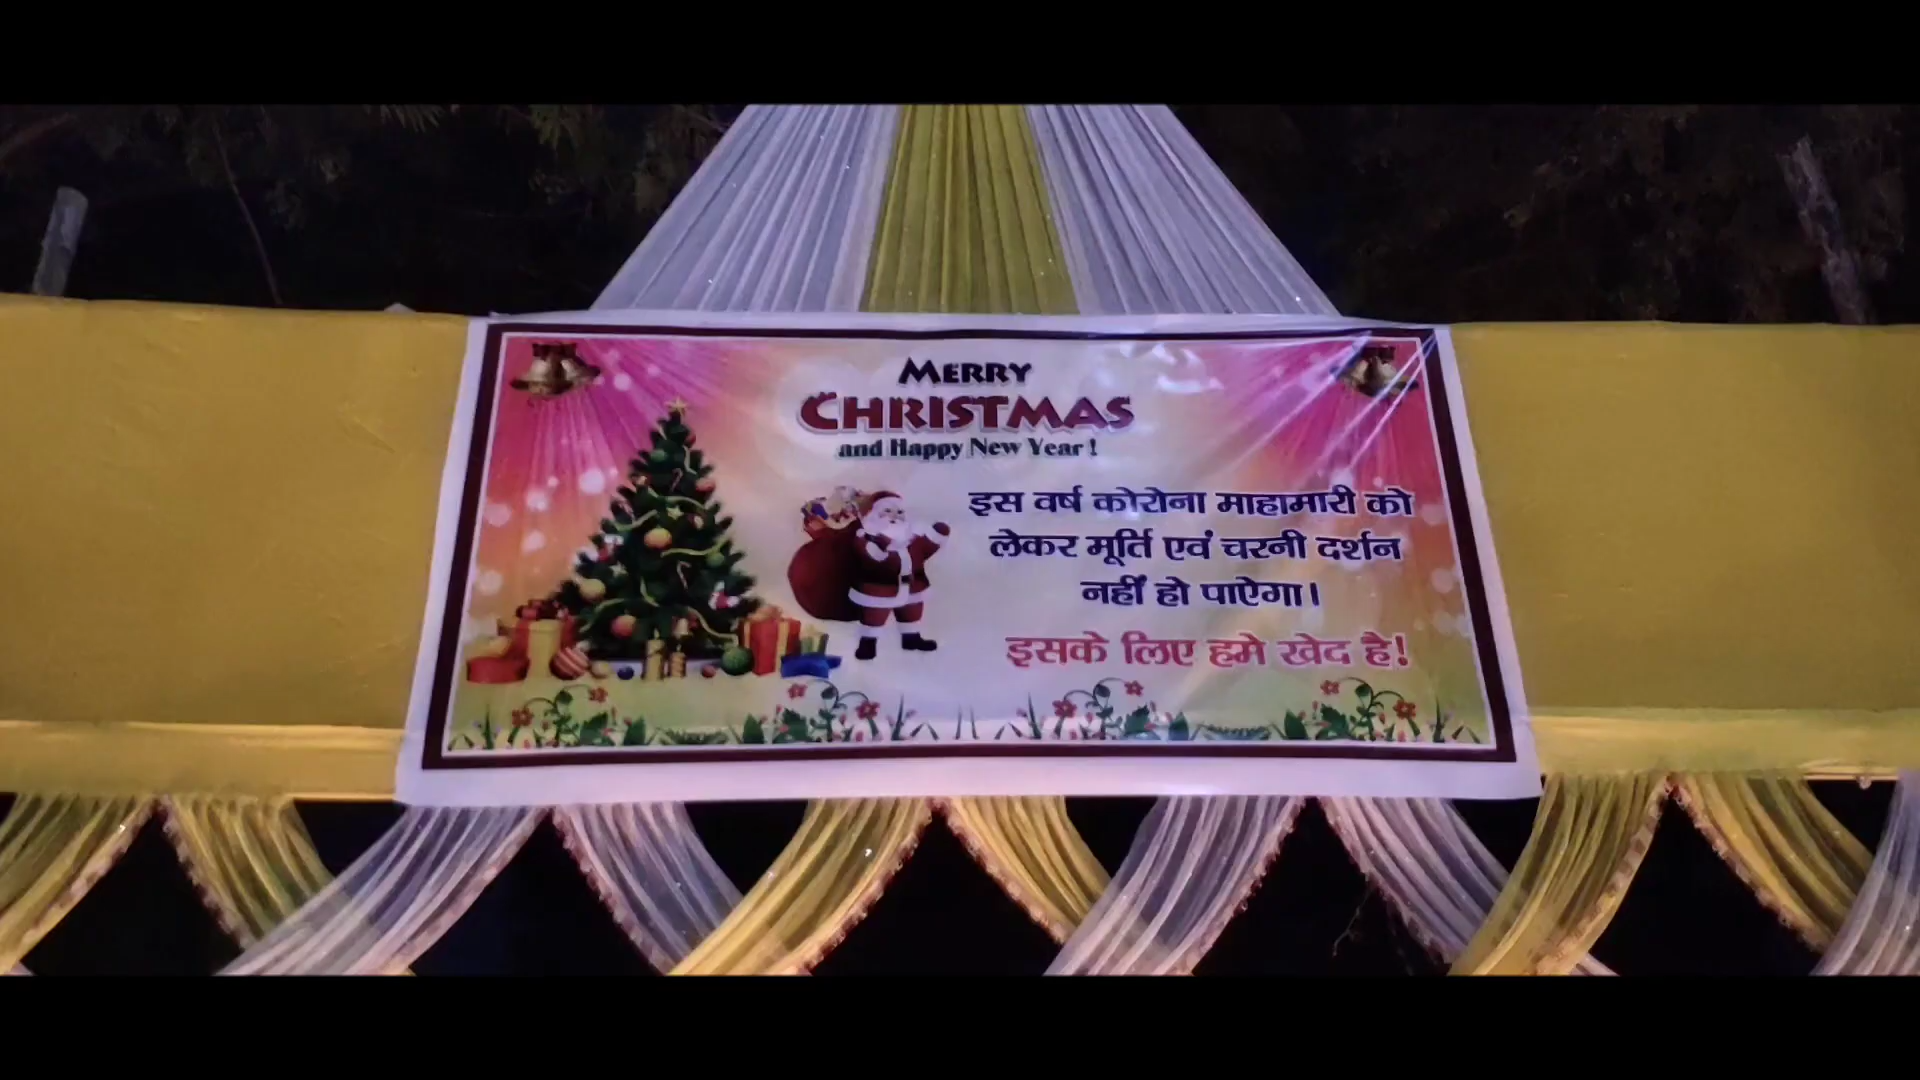 MERRY
CHRISTMAS
and Happy New Year !
इस वर्ष कोरोना माहामारी को
लेकर मूर्ति एवं चरनी दर्शन
नहीं हो पाऐगा।
इसके लिए हमे खेद है!